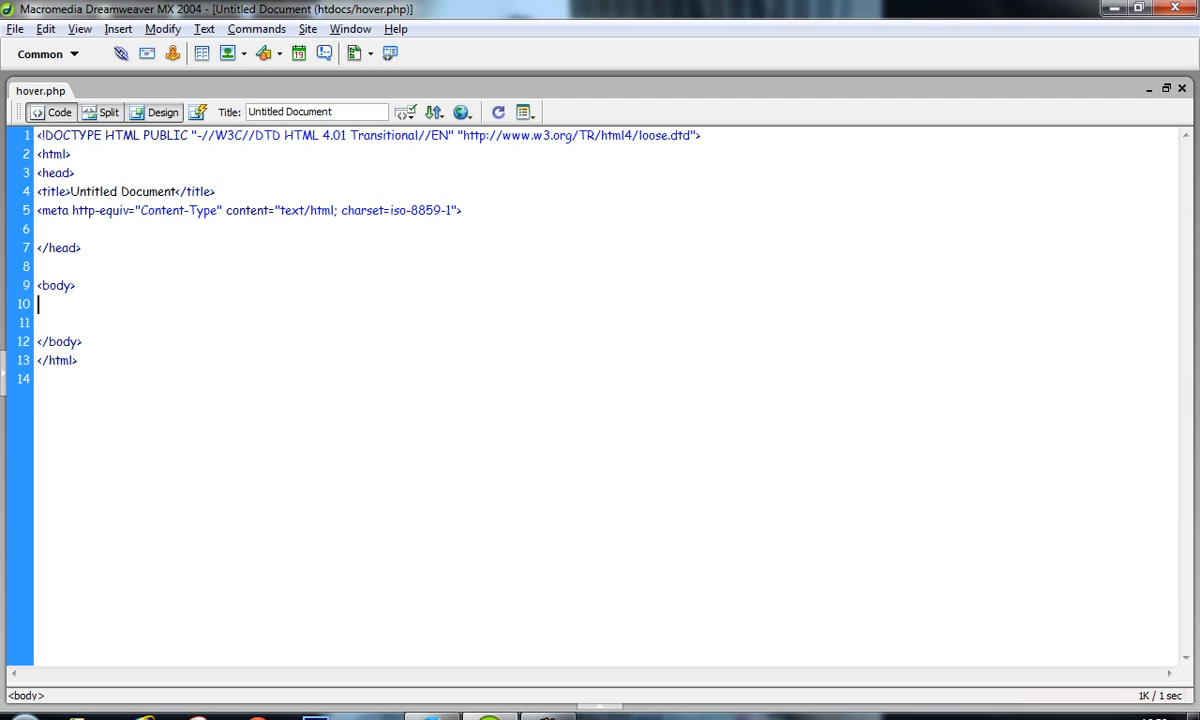 Macromedia Dreamweaver MX 2004 - [Untitled Document (htdocs/hover.php)]
File Edit View Insert Modify Text Commands Site Window Help
Common
hover.php
Code Split Design Title: Untitled Document
1 <!DOCTYPE HTML PUBLIC "-//W3C//DTD HTML 4.01 Transitional//EN" "http://www.w3.org/TR/html4/loose.dtd">
2 <html>
3 <head>
4 <title>Untitled Document</title>
5 <meta http-equiv="Content-Type" content="text/html; charset=iso-8859-1">
6
7 </head>
8
9 <body>
10
11
12 </body>
13 </html>
14
<body> 1K / 1 sec